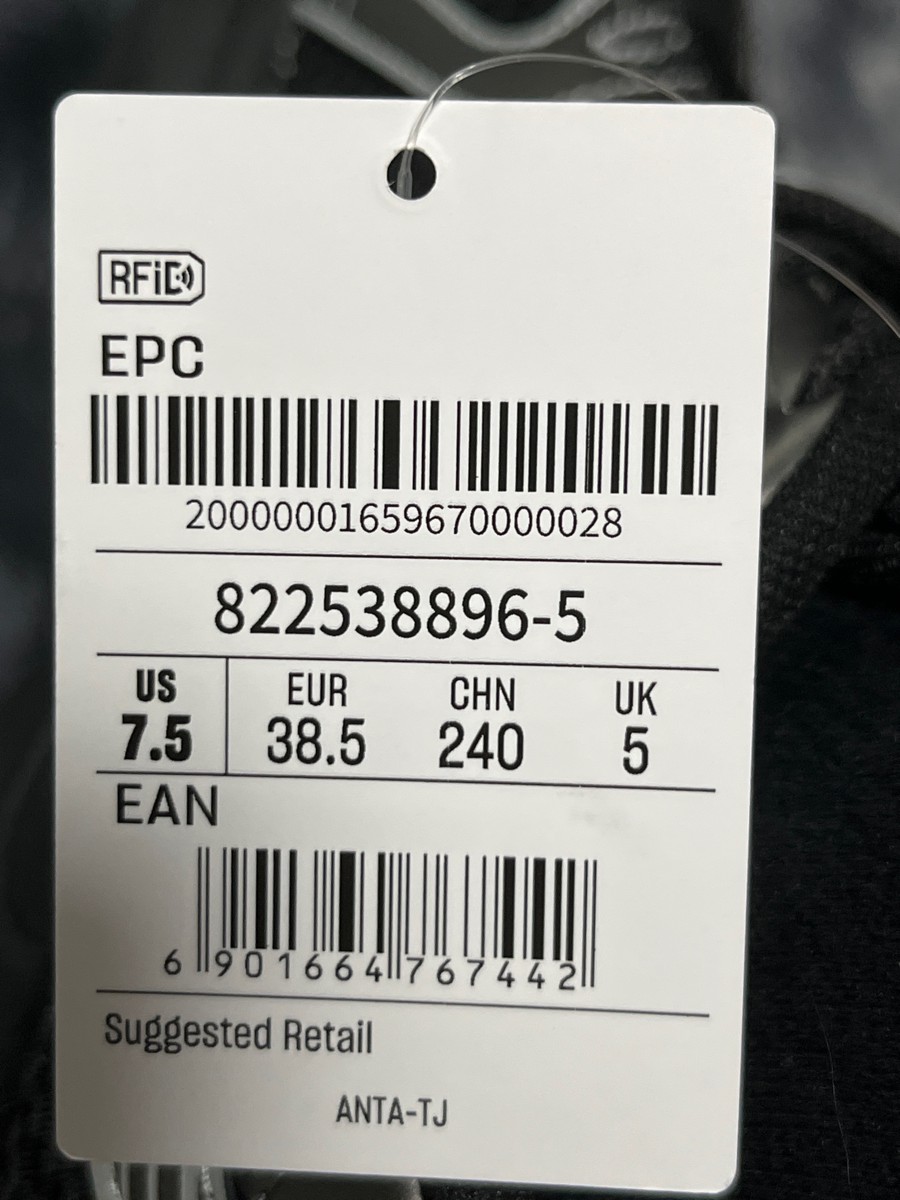 RFiD
EPC
20000001659670000028
822538896-5
US EUR CHN UK
7.5 38.5 240 5
EAN
6 901664 767442
Suggested Retail
ANTA-TJ